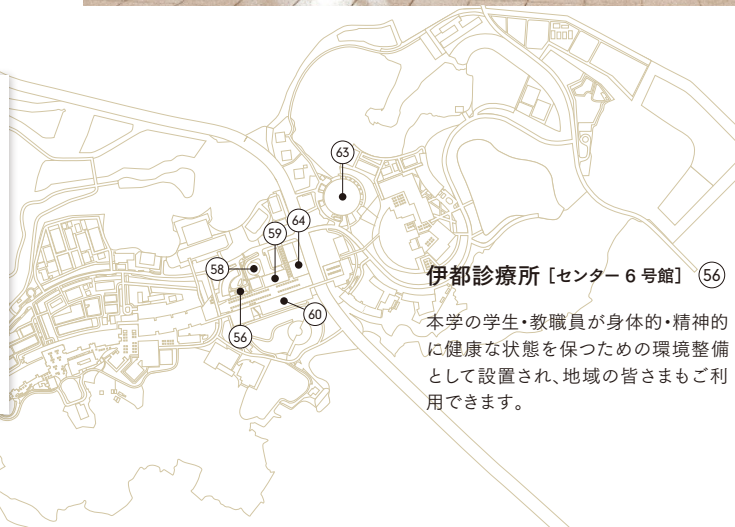 63
64
59
58
60
56
伊都診療所［センター 6 号館］ 56
本学の学生・教職員が身体的・精神的
に健康な状態を保つための環境整備
として設置され、地域の皆さまもご利
用できます。